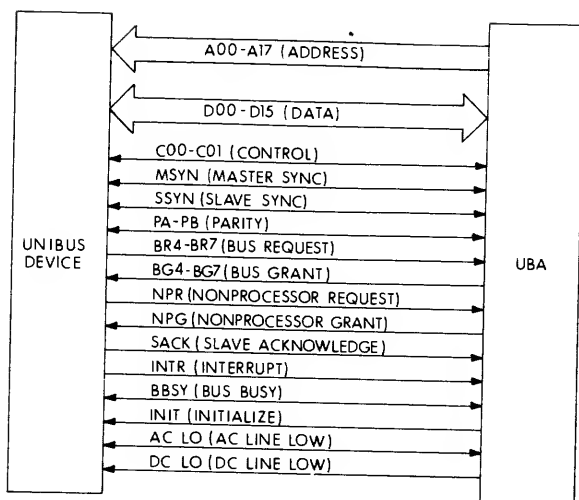 A00-A17 (ADDRESS)
D00-D15 (DATA)
C00-C01 (CONTROL)
MSYN (MASTER SYNC)
SSYN (SLAVE SYNC)
PA-PB (PARITY)
BR4-BR7 (BUS REQUEST)
UNIBUS
DEVICE
UBA
BG4-BG7 (BUS GRANT)
NPR (NONPROCESSOR REQUEST)
NPG (NONPROCESSOR GRANT)
SACK (SLAVE ACKNOWLEDGE)
INTR (INTERRUPT)
BBSY (BUS BUSY)
INIT (INITIALIZE)
AC LO (AC LINE LOW)
DC LO (DC LINE LOW)